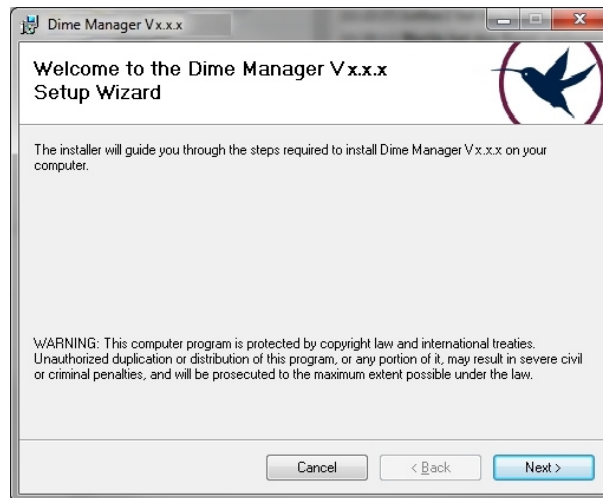 Dime Manager Vx.x.x
Welcome to the Dime Manager Vx.x.x
Setup Wizard
The installer will guide you through the steps required to install Dime Manager Vx.x.x on your
computer.
WARNING: This computer program is protected by copyright law and international treaties.
Unauthorized duplication or distribution of this program, or any portion of it, may result in severe civil
or criminal penalties, and will be prosecuted to the maximum extent possible under the law.
Cancel
< Back
Next >